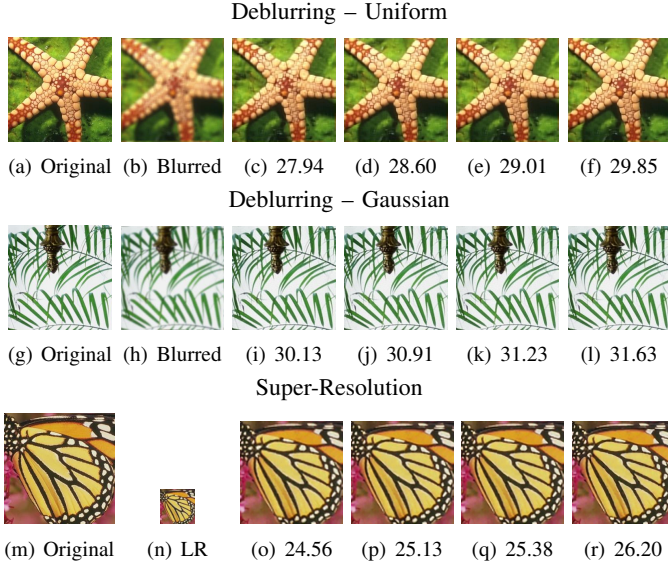 Deblurring – Uniform
(a) Original (b) Blurred (c) 27.94 (d) 28.60 (e) 29.01 (f) 29.85
Deblurring – Gaussian
(g) Original (h) Blurred (i) 30.13 (j) 30.91 (k) 31.23 (l) 31.63
Super-Resolution
(m) Original (n) LR (o) 24.56 (p) 25.13 (q) 25.38 (r) 26.20